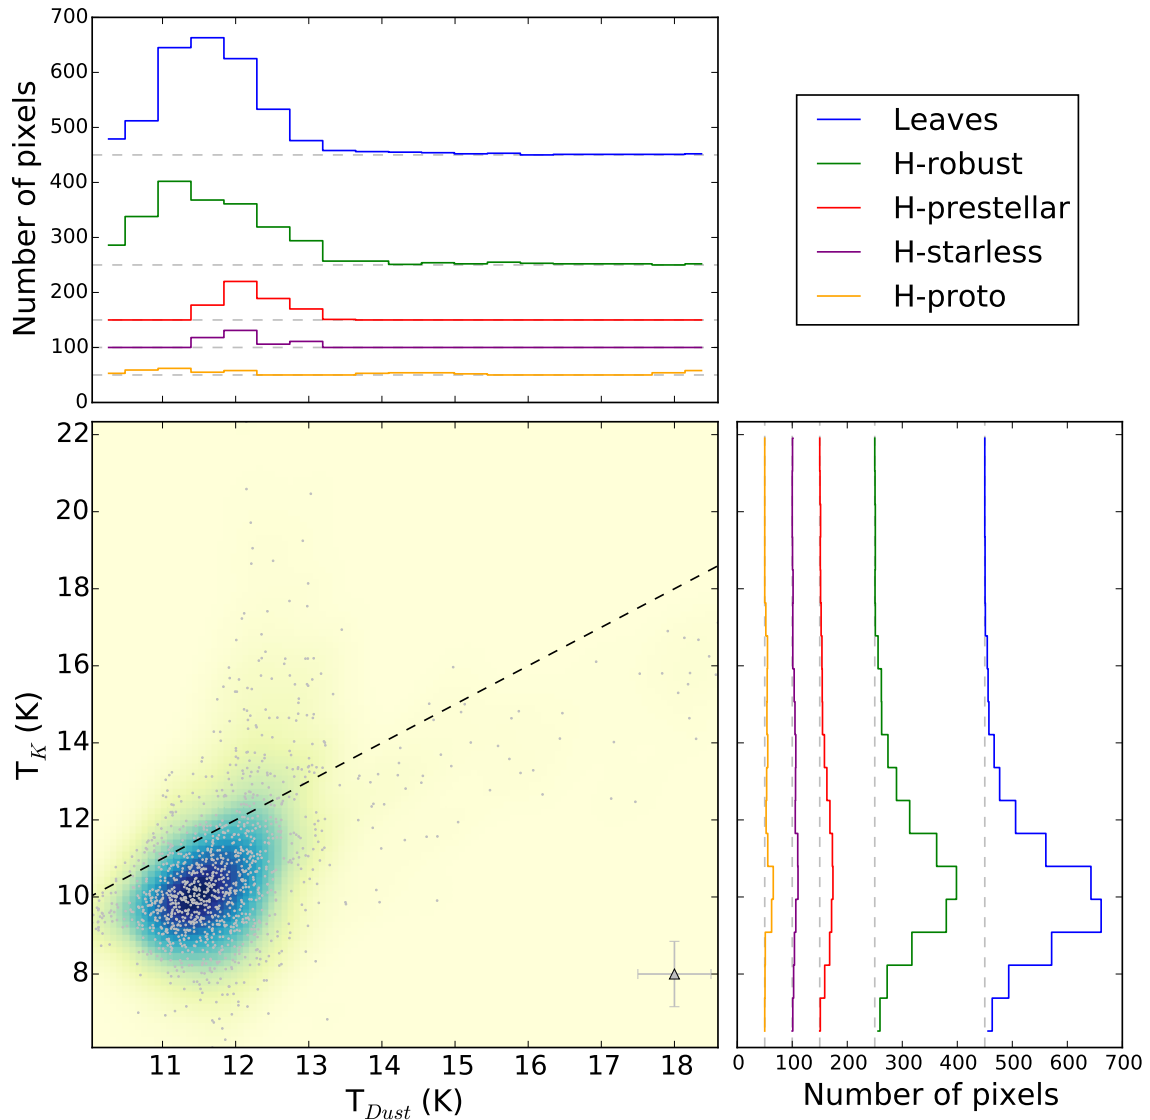 700
600
500
400
300
200
100
0
Number of pixels
Leaves
H-robust
H-prestellar
H-starless
H-proto
22
20
18
16
14
12
10
8
T_K (K)
11 12 13 14 15 16 17 18
T_Dust (K)
0 100 200 300 400 500 600 700
Number of pixels